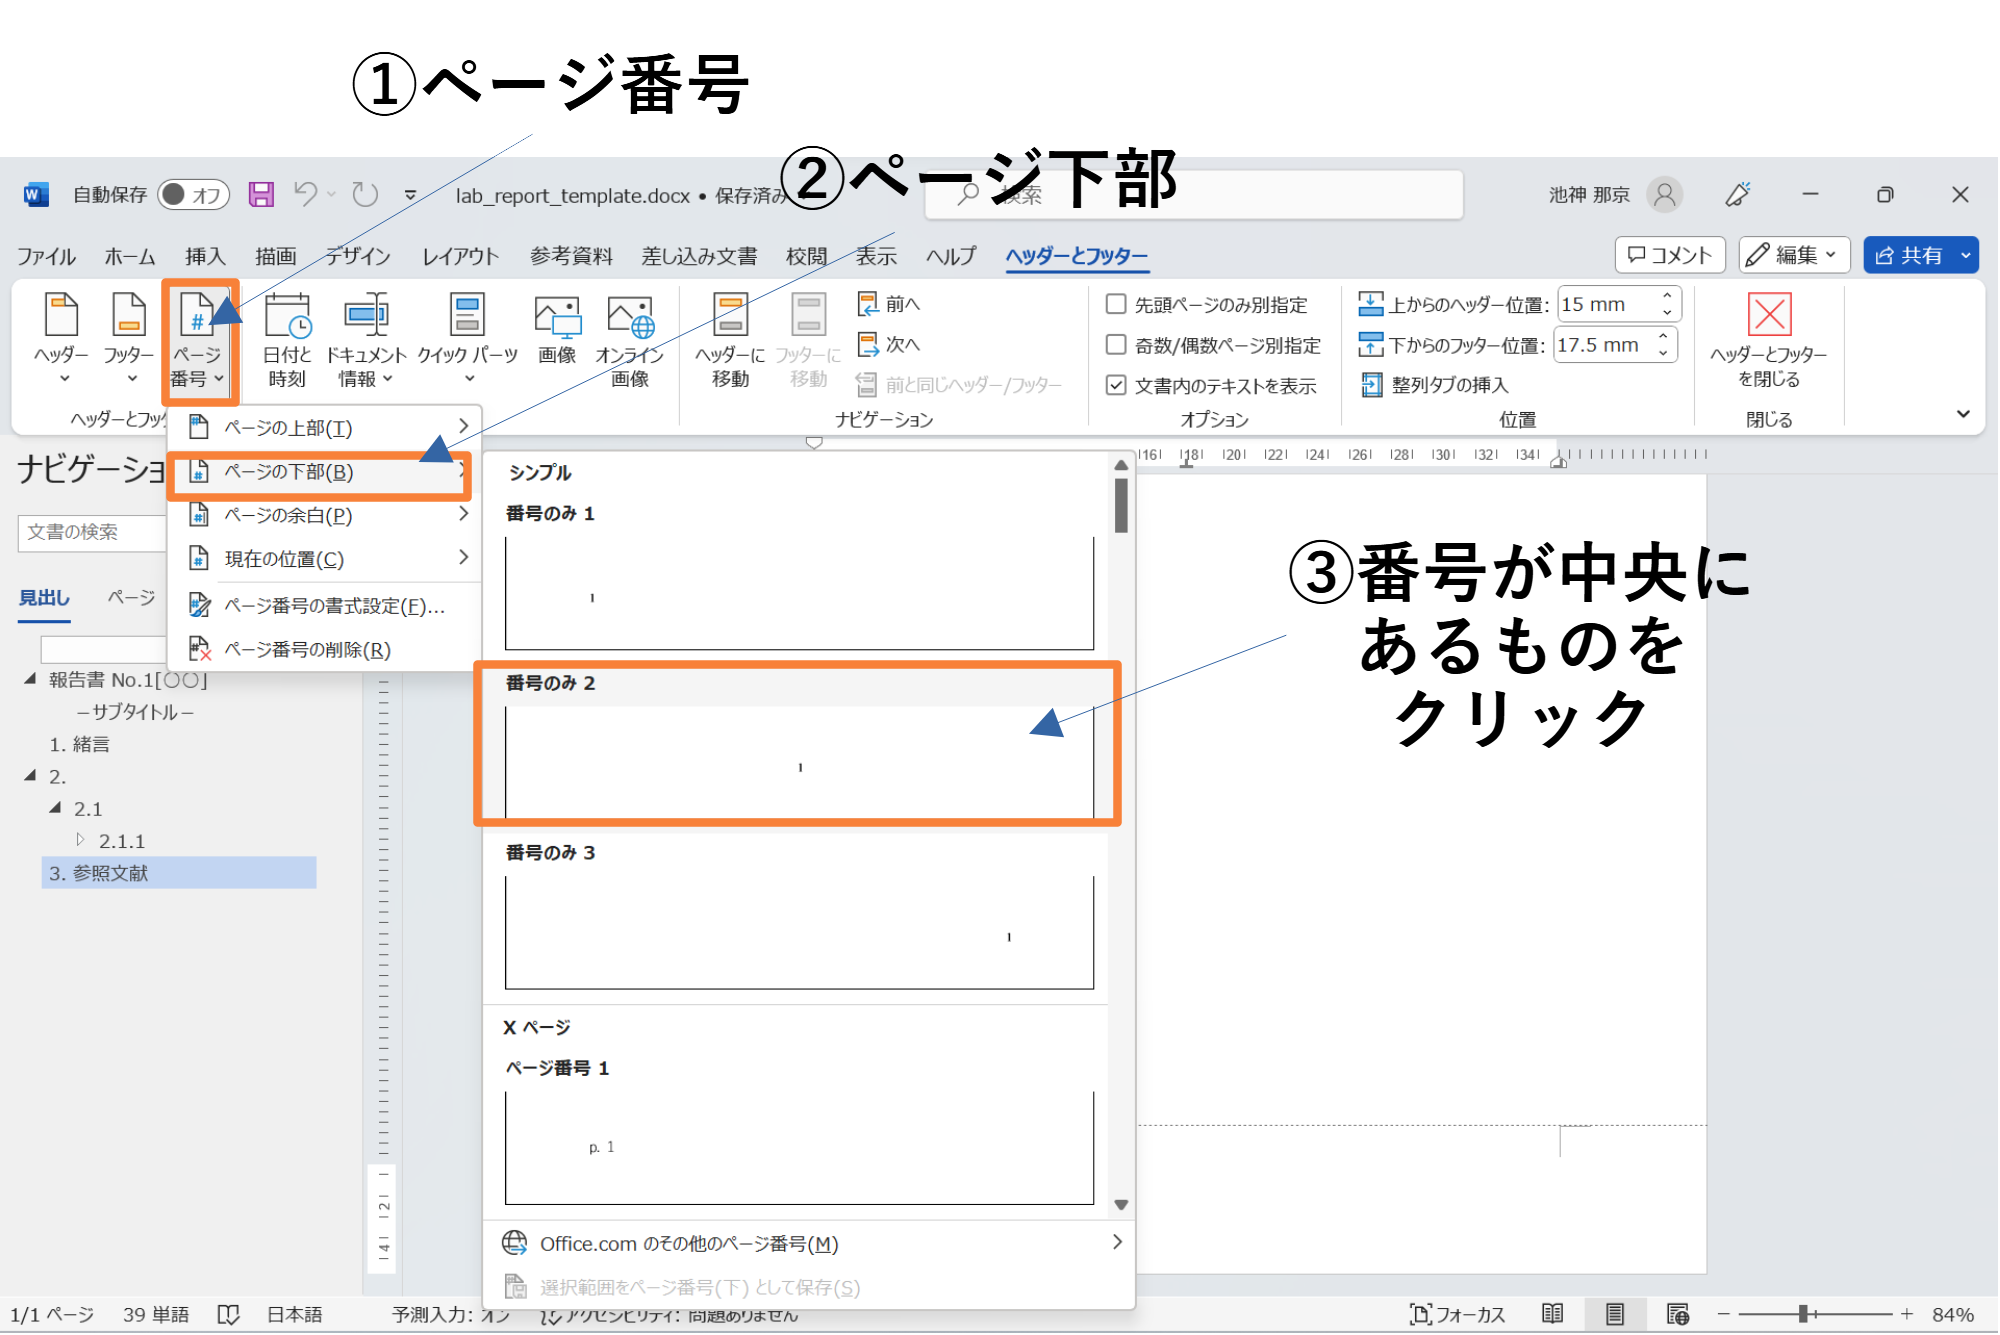 ①ページ番号
②ページ下部
自動保存 オフ lab_report_template.docx • 保存済み 検索 池神 那京
ファイル ホーム 挿入 描画 デザイン レイアウト 参考資料 差し込み文書 校閲 表示 ヘルプ ヘッダーとフッター コメント 編集 共有
ヘッダー フッター ページ番号 日付と時刻 ドキュメント情報 クイック パーツ 画像 オンライン画像 ヘッダーに移動 フッターに移動
前へ
次へ
前と同じヘッダー/フッター
先頭ページのみ別指定
奇数/偶数ページ別指定
文書内のテキストを表示
上からのヘッダー位置: 15 mm
下からのフッター位置: 17.5 mm
整列タブの挿入
ヘッダーとフッター
を閉じる
ヘッダーとフッ ナビゲーション オプション 位置 閉じる
ページの上部(T)
ページの下部(B)
ページの余白(P)
現在の位置(C)
ページ番号の書式設定(F)...
ページ番号の削除(R)
ナビゲーショ
文書の検索
見出し ページ
報告書 No.1[○○]
－サブタイトル－
1. 緒言
2.
2.1
2.1.1
3. 参照文献
シンプル
番号のみ 1
1
番号のみ 2
1
番号のみ 3
1
X ページ
ページ番号 1
p. 1
Office.com のその他のページ番号(M)
選択範囲をページ番号(下) として保存(S)
|16| |18| |20| |22| |24| |26| |28| |30| |32| |34|
③番号が中央に
あるものを
クリック
2
4
1/1 ページ 39 単語 日本語 予測入力: オン アクセシビリティ: 問題ありません フォーカス 84%